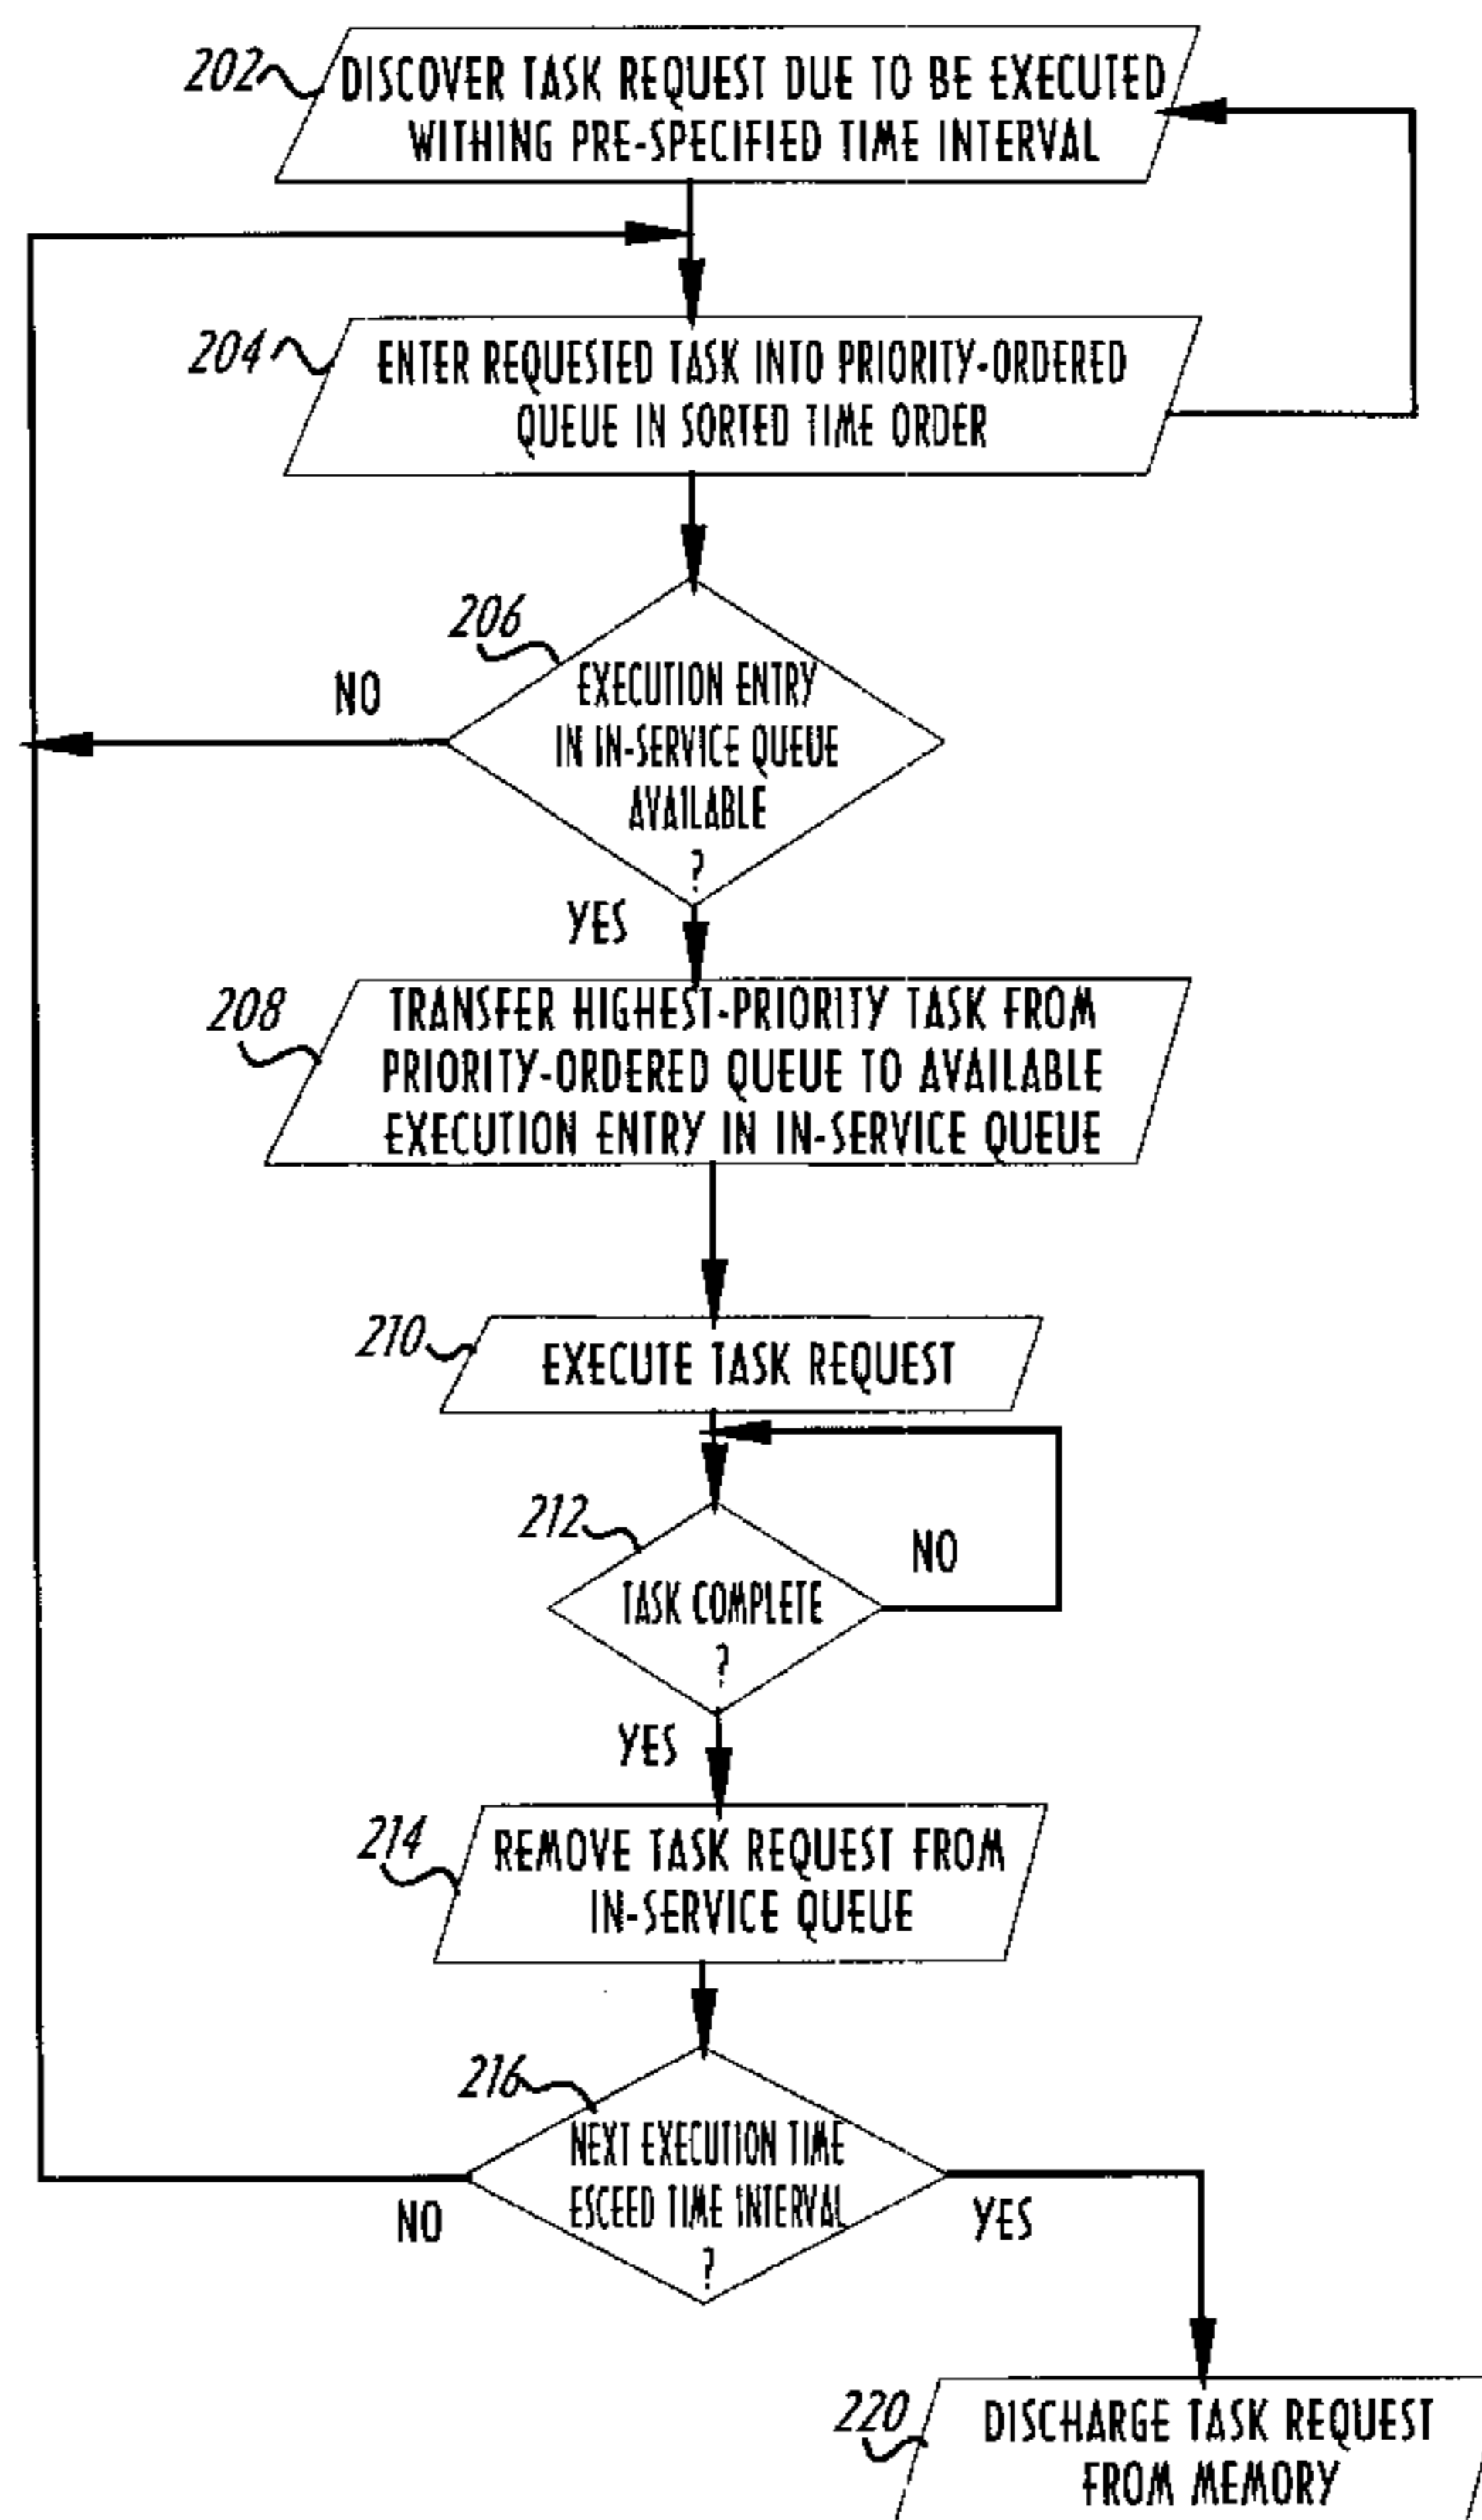 202
DISCOVER TASK REQUEST DUE TO BE EXECUTED
WITHING PRE-SPECIFIED TIME INTERVAL
204
ENTER REQUESTED TASK INTO PRIORITY-ORDERED
QUEUE IN SORTED TIME ORDER
206
EXECUTION ENTRY
IN IN-SERVICE QUEUE
AVAILABLE
?
NO
YES
208
TRANSFER HIGHEST-PRIORITY TASK FROM
PRIORITY-ORDERED QUEUE TO AVAILABLE
EXECUTION ENTRY IN IN-SERVICE QUEUE
210
EXECUTE TASK REQUEST
212
TASK COMPLETE
?
NO
YES
214
REMOVE TASK REQUEST FROM
IN-SERVICE QUEUE
216
NEXT EXECUTION TIME
ESCEED TIME INTERVAL
?
NO
YES
220
DISCHARGE TASK REQUEST
FROM MEMORY